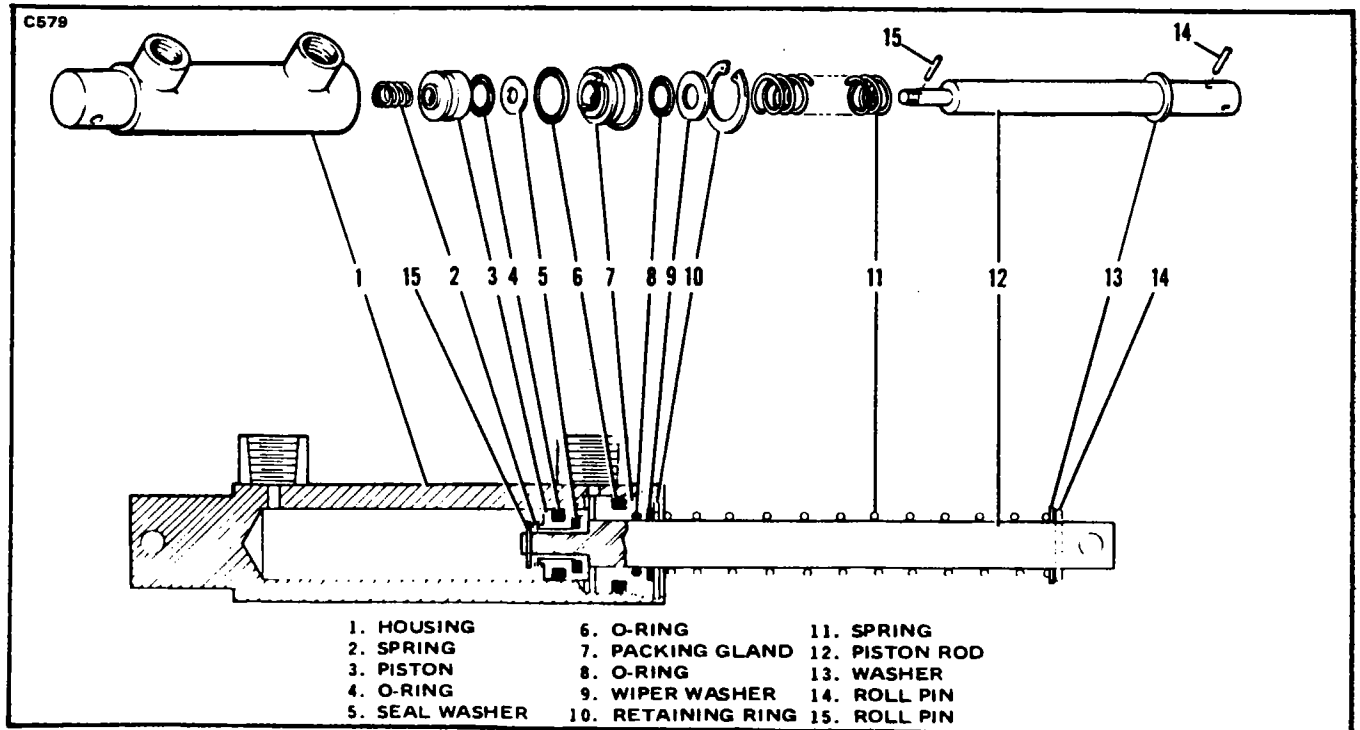 C579
15 14
1 15 2 3 4 5 6 7 8 9 10 11 12 13 14
1. HOUSING 6. O-RING 11. SPRING
2. SPRING 7. PACKING GLAND 12. PISTON ROD
3. PISTON 8. O-RING 13. WASHER
4. O-RING 9. WIPER WASHER 14. ROLL PIN
5. SEAL WASHER 10. RETAINING RING 15. ROLL PIN